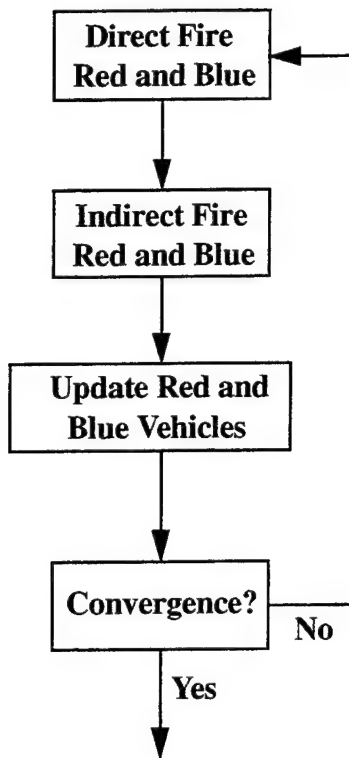 Direct Fire
Red and Blue
Indirect Fire
Red and Blue
Update Red and
Blue Vehicles
Convergence?
No
Yes